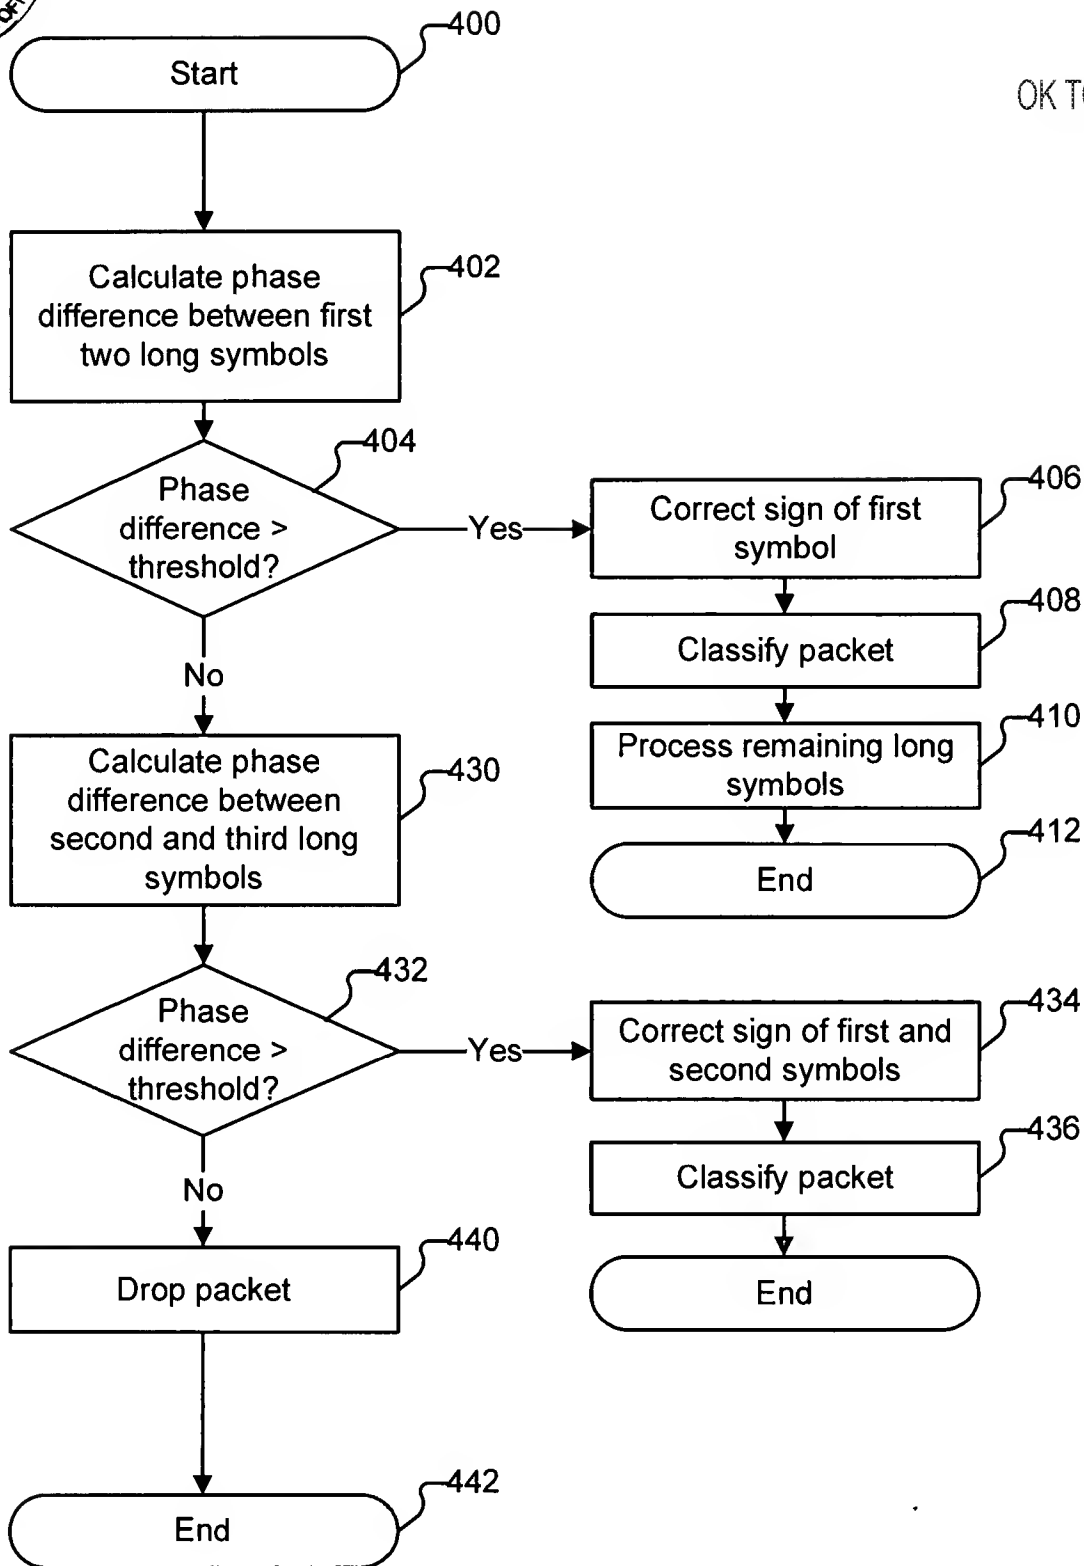 400
Start
OK
402
Calculate phase
difference between first
two long symbols
404
Phase
difference >
threshold?
Yes
406
Correct sign of first
symbol
408
Classify packet
No
410
Process remaining long
symbols
430
Calculate phase
difference between
second and third long
symbols
412
End
432
Phase
difference >
threshold?
Yes
434
Correct sign of first and
second symbols
436
Classify packet
No
440
Drop packet
End
442
End